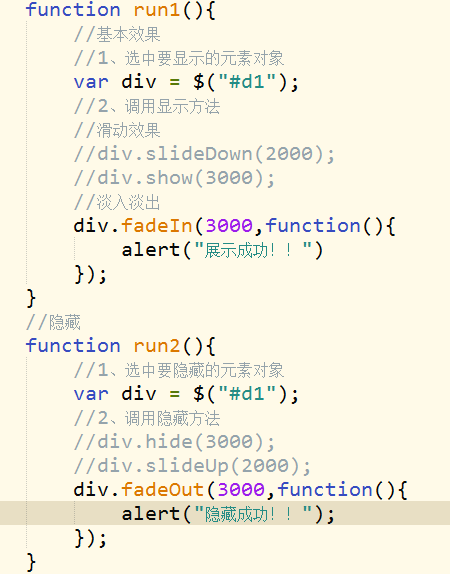 function run1(){
//基本效果
//1、选中要显示的元素对象
var div = $("#d1");
//2、调用显示方法
//滑动效果
//div.slideDown(2000);
//div.show(3000);
//淡入淡出
div.fadeIn(3000,function(){
alert("展示成功！！")
});
}
//隐藏
function run2(){
//1、选中要隐藏的元素对象
var div = $("#d1");
//2、调用隐藏方法
//div.hide(3000);
//div.slideUp(2000);
div.fadeOut(3000,function(){
alert("隐藏成功！！");
});
}